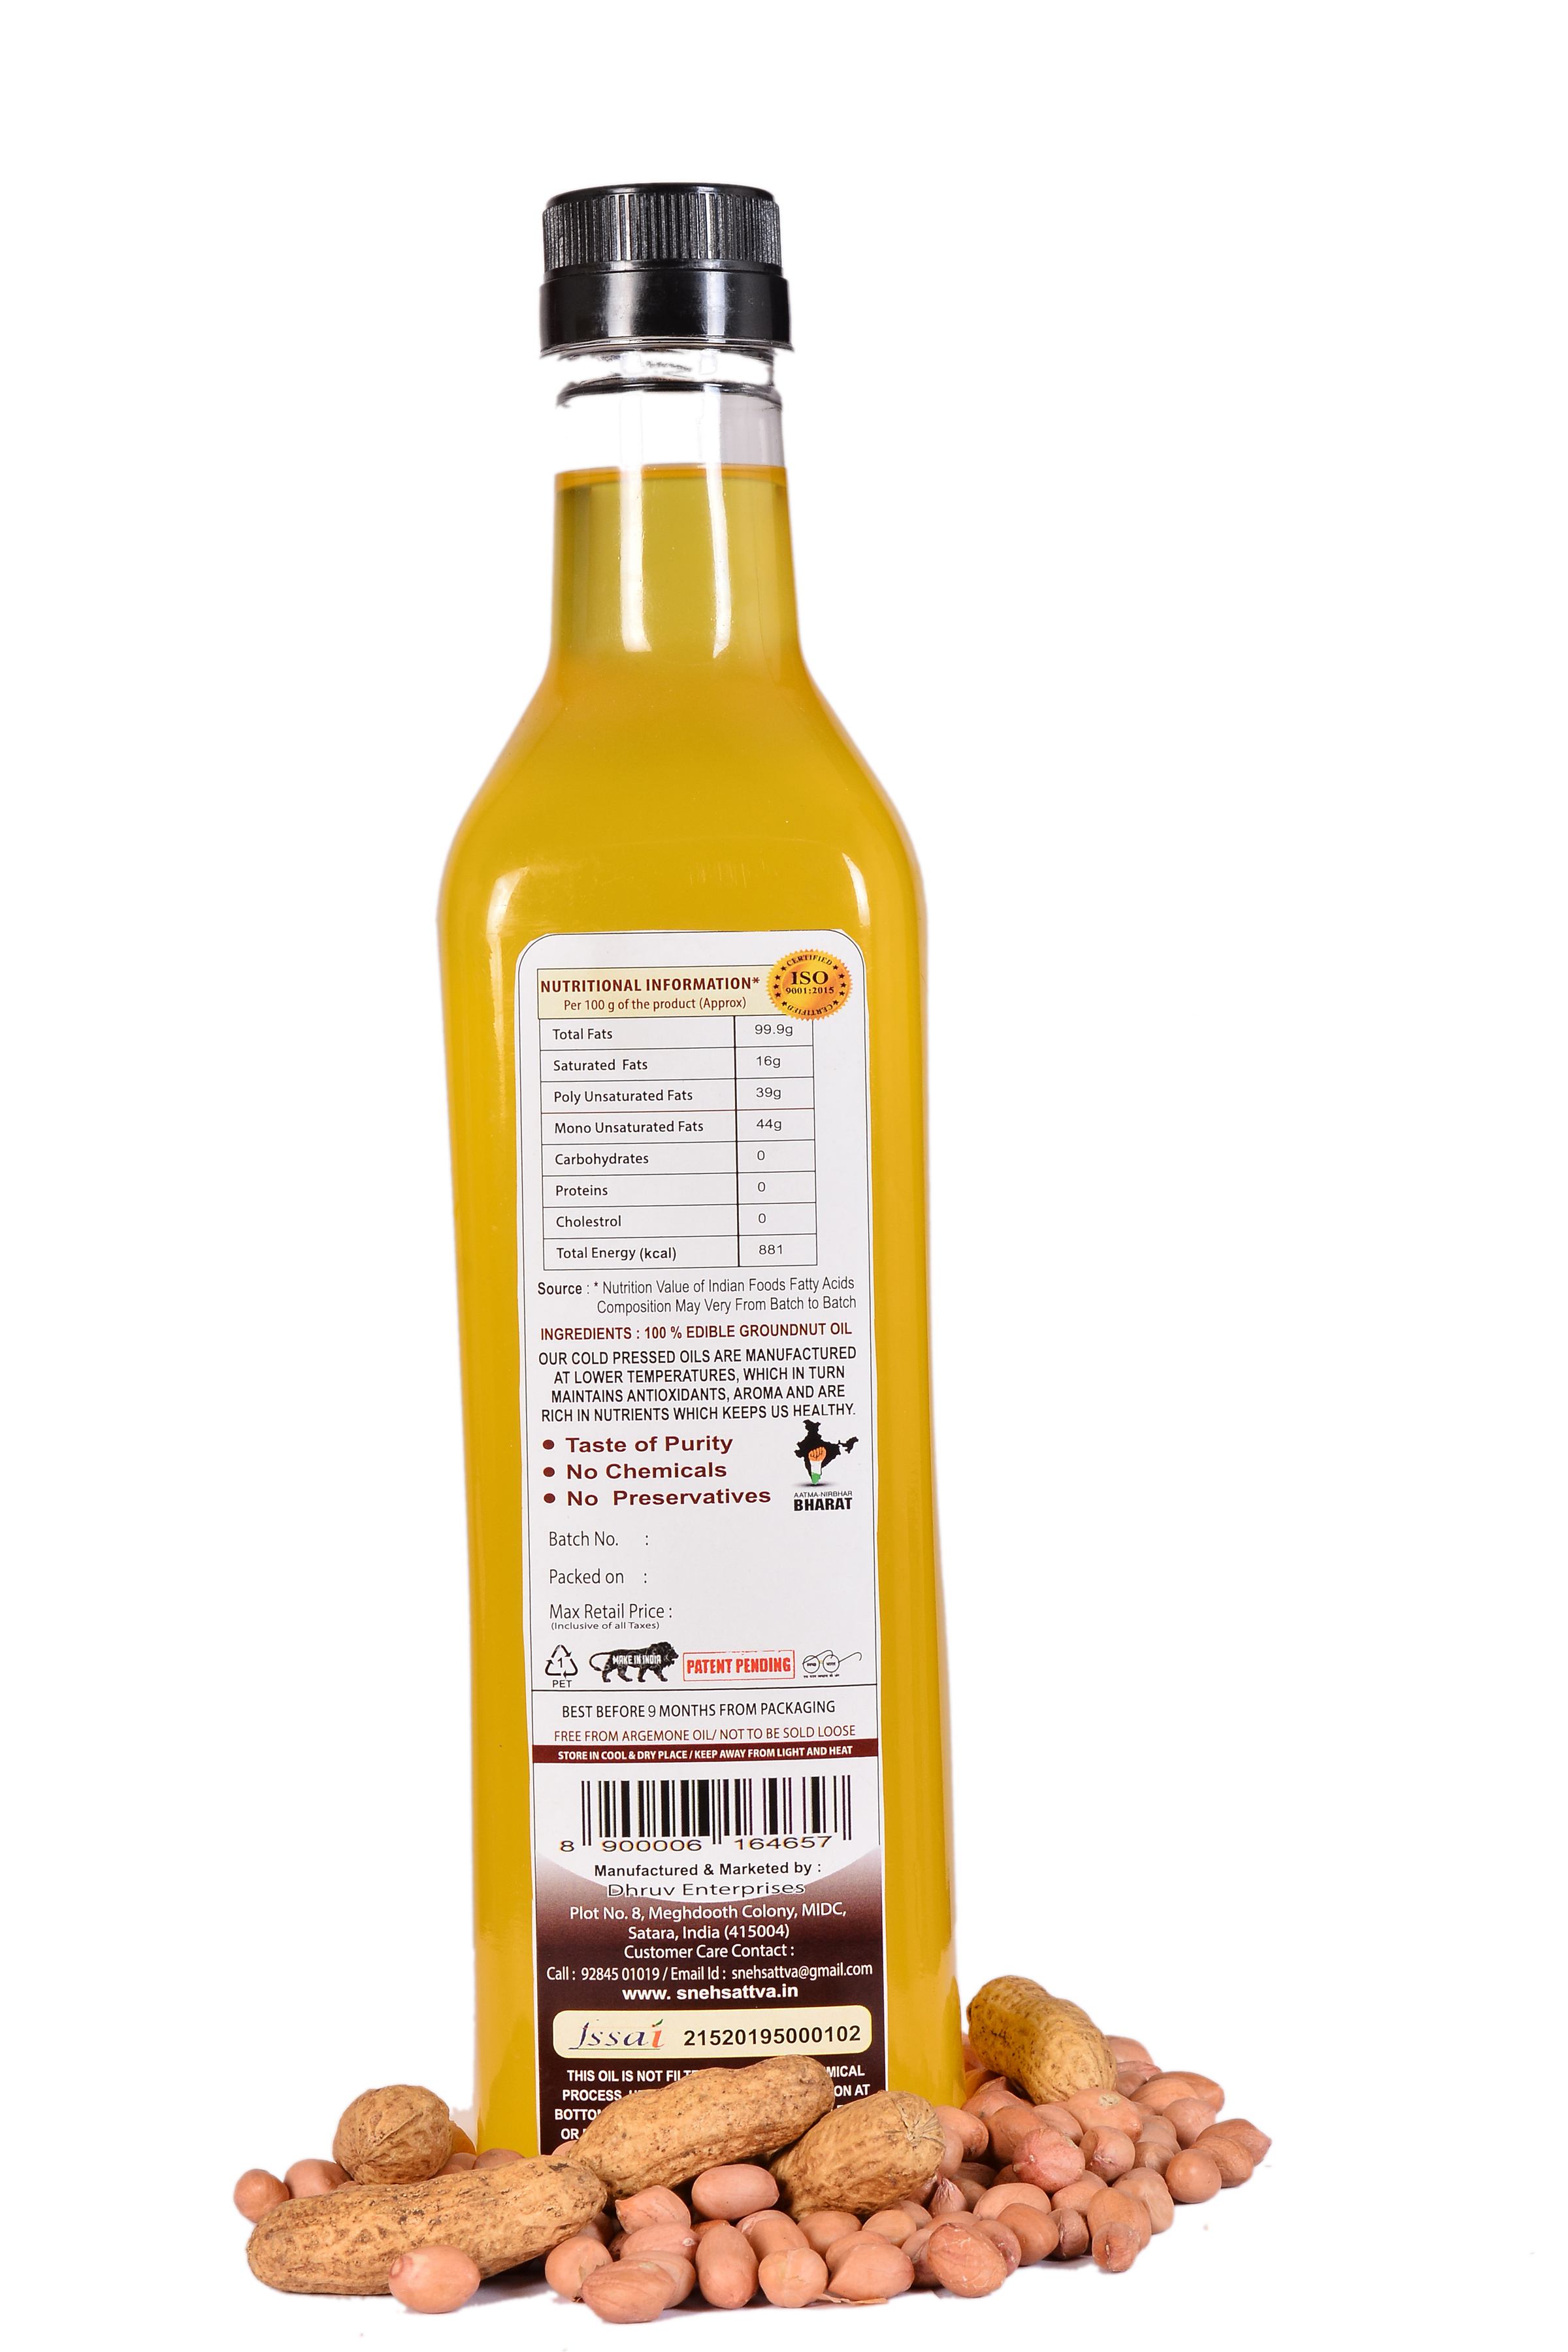 CERTIFIED
ISO
9001:2015
CERTIFIED
NUTRITIONAL INFORMATION*
Per 100 g of the product (Approx)
Total Fats 99.9g
Saturated Fats 16g
Poly Unsaturated Fats 39g
Mono Unsaturated Fats 44g
Carbohydrates 0
Proteins 0
Cholestrol 0
Total Energy (kcal) 881
Source : * Nutrition Value of Indian Foods Fatty Acids
Composition May Very From Batch to Batch
INGREDIENTS : 100 % EDIBLE GROUNDNUT OIL
OUR COLD PRESSED OILS ARE MANUFACTURED
AT LOWER TEMPERATURES, WHICH IN TURN
MAINTAINS ANTIOXIDANTS, AROMA AND ARE
RICH IN NUTRIENTS WHICH KEEPS US HEALTHY.
• Taste of Purity
• No Chemicals
• No Preservatives
AATMA-NIRBHAR
BHARAT
Batch No. :
Packed on :
Max Retail Price :
(Inclusive of all Taxes)
1
PET
MAKE IN INDIA
PATENT PENDING
BEST BEFORE 9 MONTHS FROM PACKAGING
FREE FROM ARGEMONE OIL/ NOT TO BE SOLD LOOSE
STORE IN COOL & DRY PLACE / KEEP AWAY FROM LIGHT AND HEAT
8 900006 164657
Manufactured & Marketed by :
Dhruv Enterprises
Plot No. 8, Meghdooth Colony, MIDC,
Satara, India (415004)
Customer Care Contact :
Call : 92845 01019 / Email Id : snehsattva@gmail.com
www. snehsattva.in
fssai 21520195000102
THIS OIL IS NOT
PROCESS
AT
OR